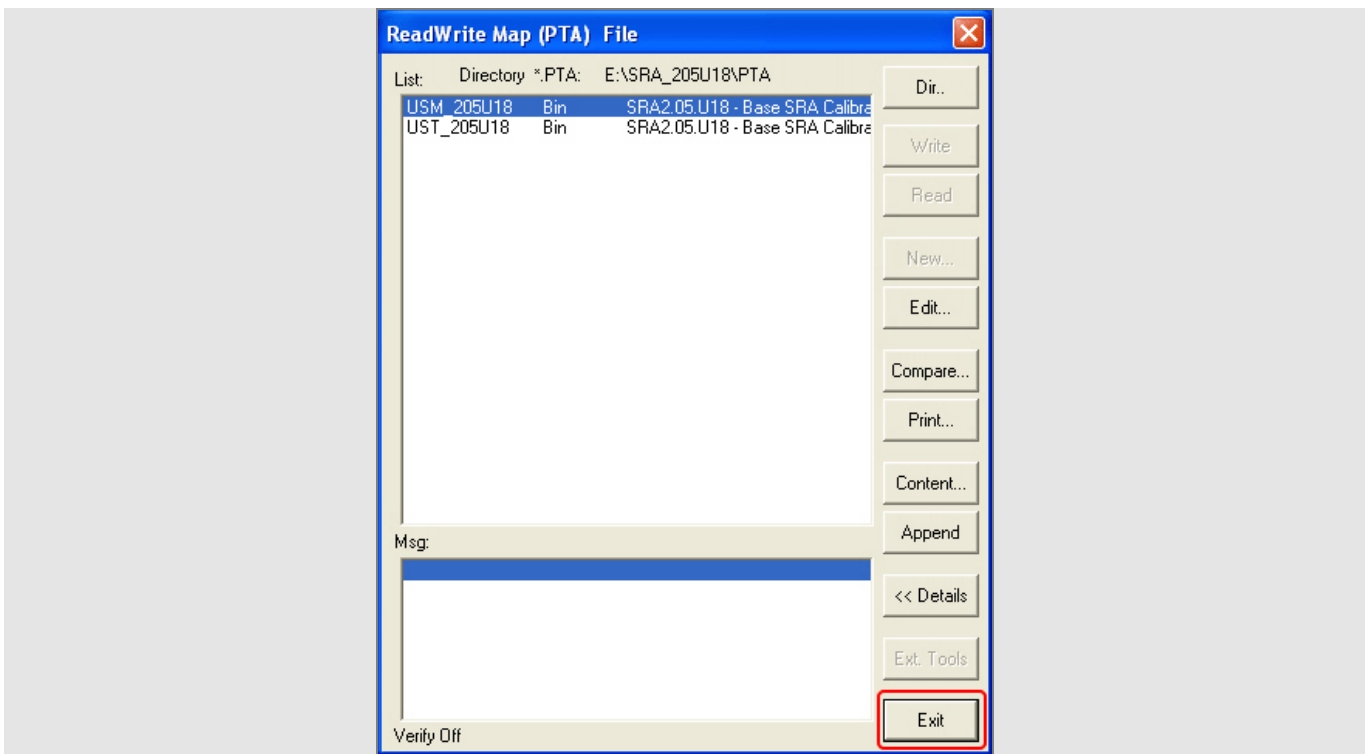 ReadWrite Map (PTA) File
List: Directory *.PTA: E:\SRA_205U18\PTA
USM_205U18 Bin SRA2.05.U18 - Base SRA Calibra
UST_205U18 Bin SRA2.05.U18 - Base SRA Calibra
Dir..
Write
Read
New...
Edit...
Compare...
Print...
Content...
Append
Msg:
<< Details
Ext. Tools
Exit
Verify Off